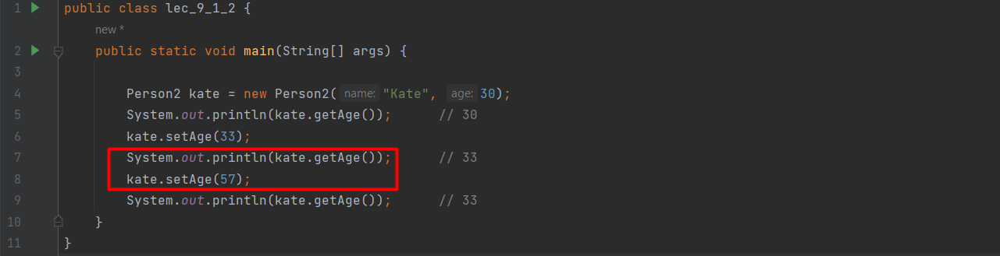 1 public class lec_9_1_2 {
new *
2 public static void main(String[] args) {
3
4 Person2 kate = new Person2( name: "Kate", age: 30);
5 System.out.println(kate.getAge()); // 30
6 kate.setAge(33);
7 System.out.println(kate.getAge()); // 33
8 kate.setAge(57);
9 System.out.println(kate.getAge()); // 33
10 }
11 }